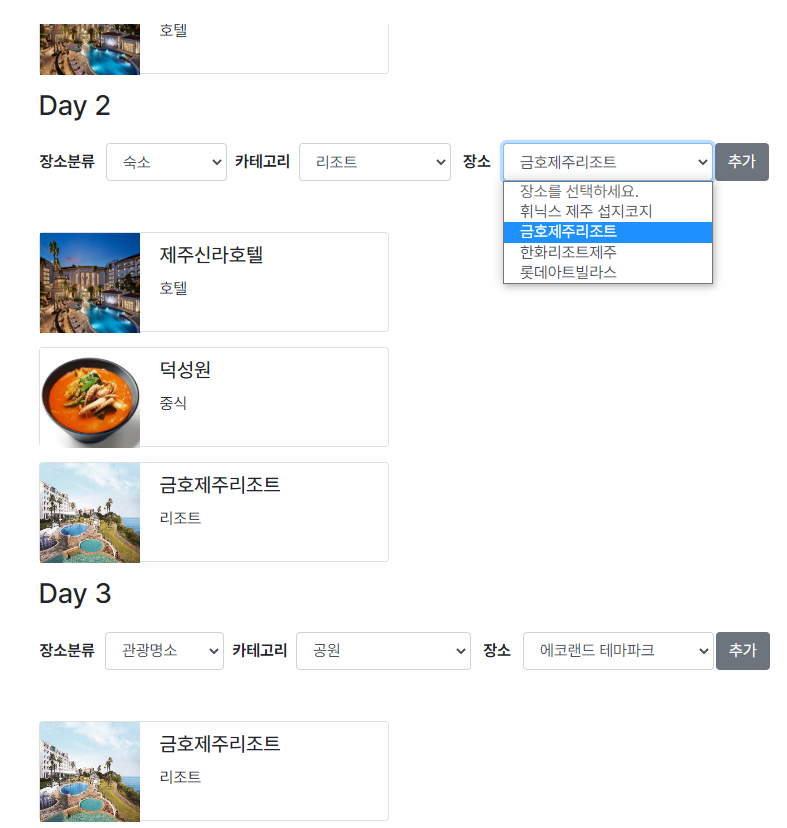 호텔
Day 2
장소분류 숙소 카테고리 리조트 장소 금호제주리조트 추가
장소를 선택하세요.
휘닉스 제주 섭지코지
금호제주리조트
한화리조트제주
롯데아트빌라스
제주신라호텔
호텔
덕성원
중식
금호제주리조트
리조트
Day 3
장소분류 관광명소 카테고리 공원 장소 에코랜드 테마파크 추가
금호제주리조트
리조트